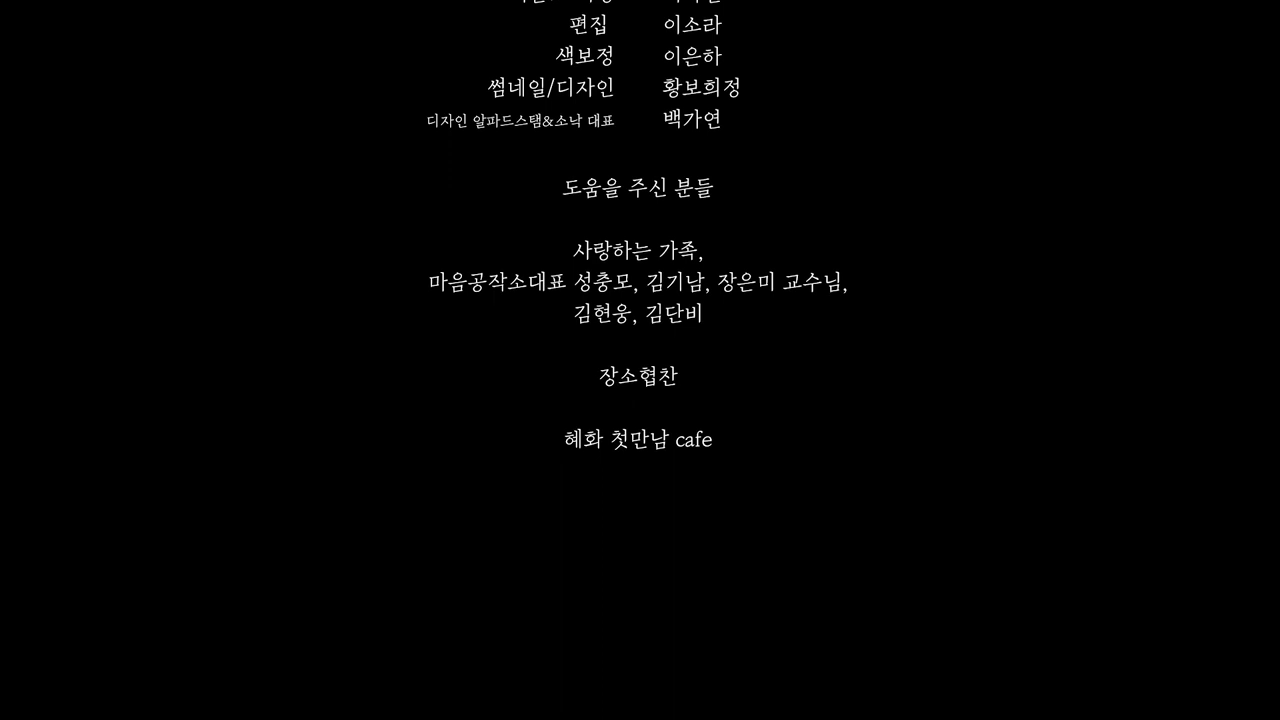 편집 이소라
색보정 이은하
썸네일/디자인 황보희정
디자인 알파드스탬&소낙 대표 백가연
도움을 주신 분들
사랑하는 가족,
마음공작소대표 성충모, 김기남, 장은미 교수님,
김현웅, 김단비
장소협찬
혜화 첫만남 cafe